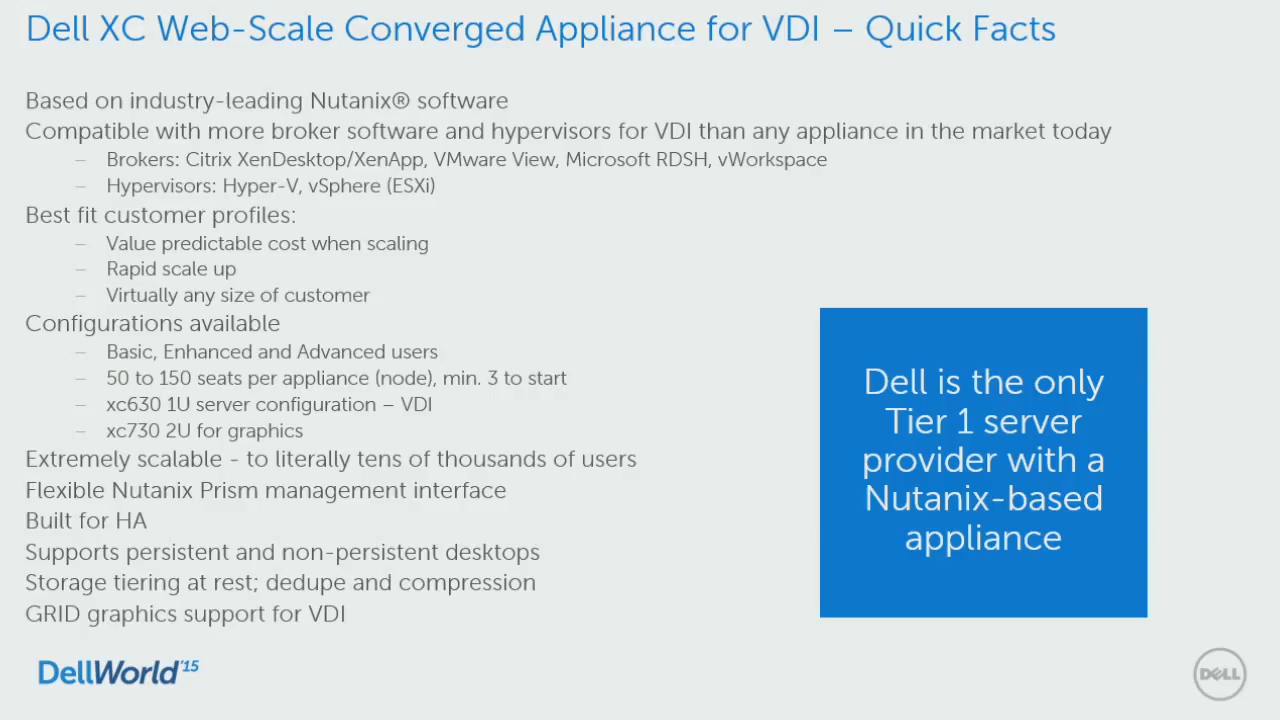 Dell XC Web-Scale Converged Appliance for VDI – Quick Facts
Based on industry-leading Nutanix® software
Compatible with more broker software and hypervisors for VDI than any appliance in the market today
– Brokers: Citrix XenDesktop/XenApp, VMware View, Microsoft RDSH, vWorkspace
– Hypervisors: Hyper-V, vSphere (ESXi)
Best fit customer profiles:
– Value predictable cost when scaling
– Rapid scale up
– Virtually any size of customer
Configurations available
– Basic, Enhanced and Advanced users
– 50 to 150 seats per appliance (node), min. 3 to start
– xc630 1U server configuration – VDI
– xc730 2U for graphics
Extremely scalable - to literally tens of thousands of users
Flexible Nutanix Prism management interface
Built for HA
Supports persistent and non-persistent desktops
Storage tiering at rest; dedupe and compression
GRID graphics support for VDI
Dell is the only
Tier 1 server
provider with a
Nutanix-based
appliance
DellWorld'15
DELL